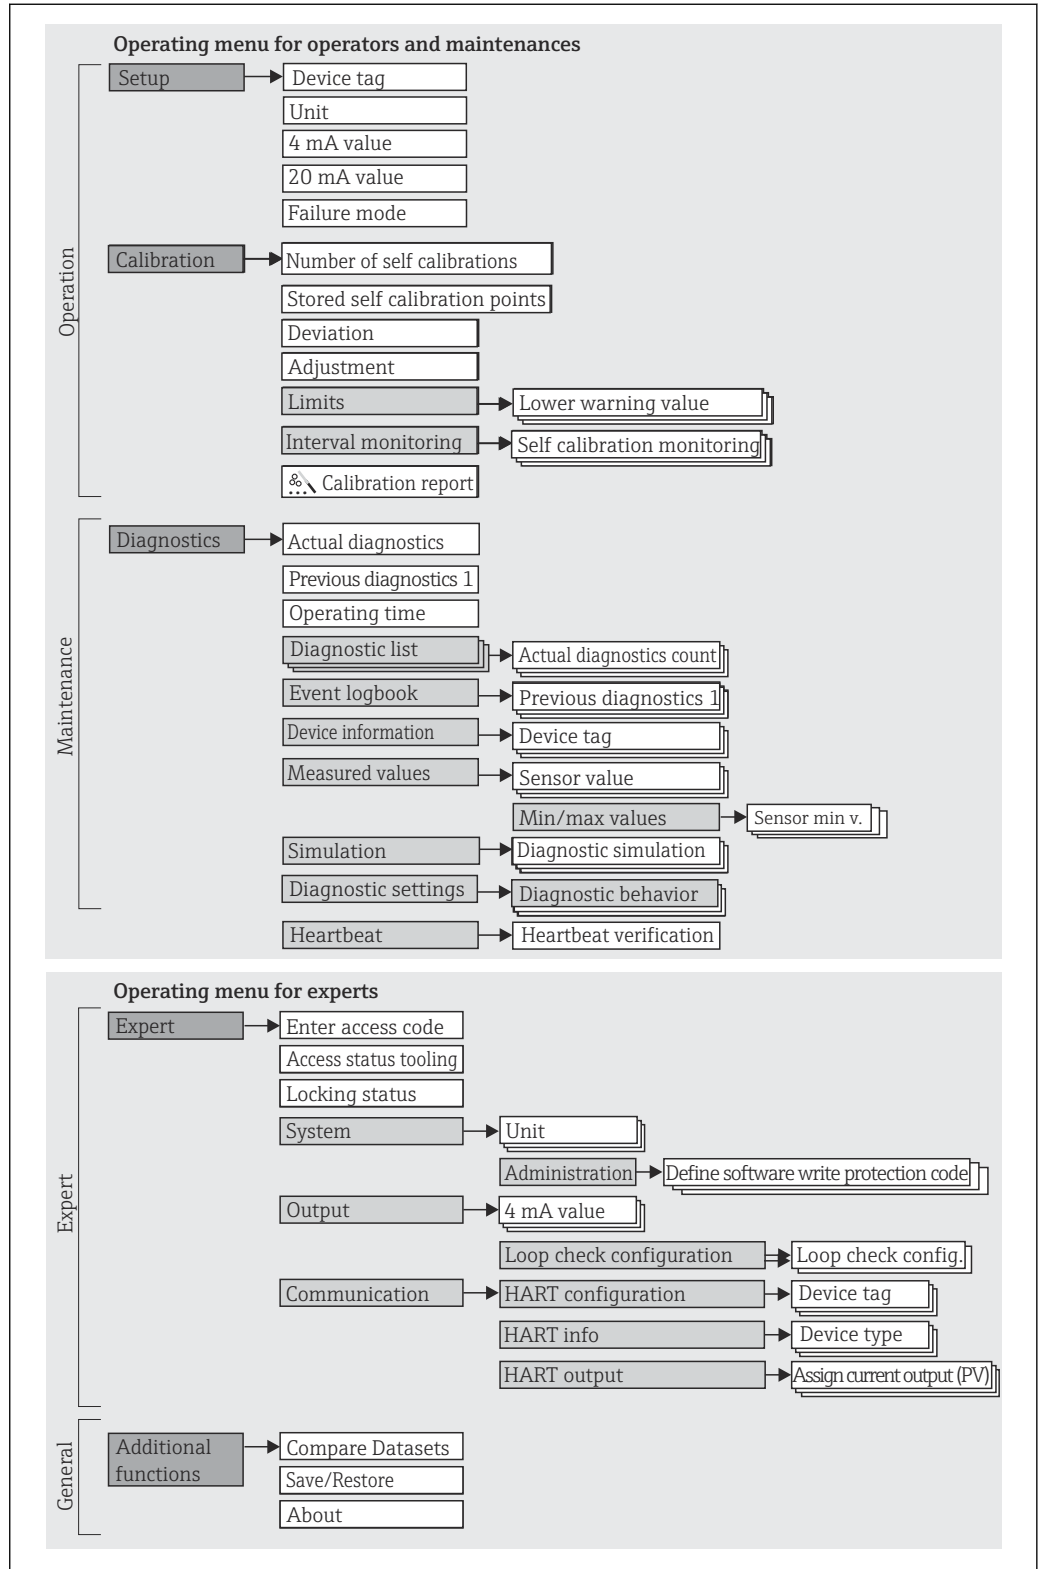 Operating menu for operators and maintenances
Operation
Setup
Device tag
Unit
4 mA value
20 mA value
Failure mode
Calibration
Number of self calibrations
Stored self calibration points
Deviation
Adjustment
Limits
Lower warning value
Interval monitoring
Self calibration monitoring
Calibration report
Maintenance
Diagnostics
Actual diagnostics
Previous diagnostics 1
Operating time
Diagnostic list
Actual diagnostics count
Event logbook
Previous diagnostics 1
Device information
Device tag
Measured values
Sensor value
Min/max values
Sensor min v.
Simulation
Diagnostic simulation
Diagnostic settings
Diagnostic behavior
Heartbeat
Heartbeat verification
Operating menu for experts
Expert
Expert
Enter access code
Access status tooling
Locking status
System
Unit
Administration
Define software write protection code
Output
4 mA value
Loop check configuration
Loop check config.
Communication
HART configuration
Device tag
HART info
Device type
HART output
Assign current output (PV)
General
Additional
functions
Compare Datasets
Save/Restore
About